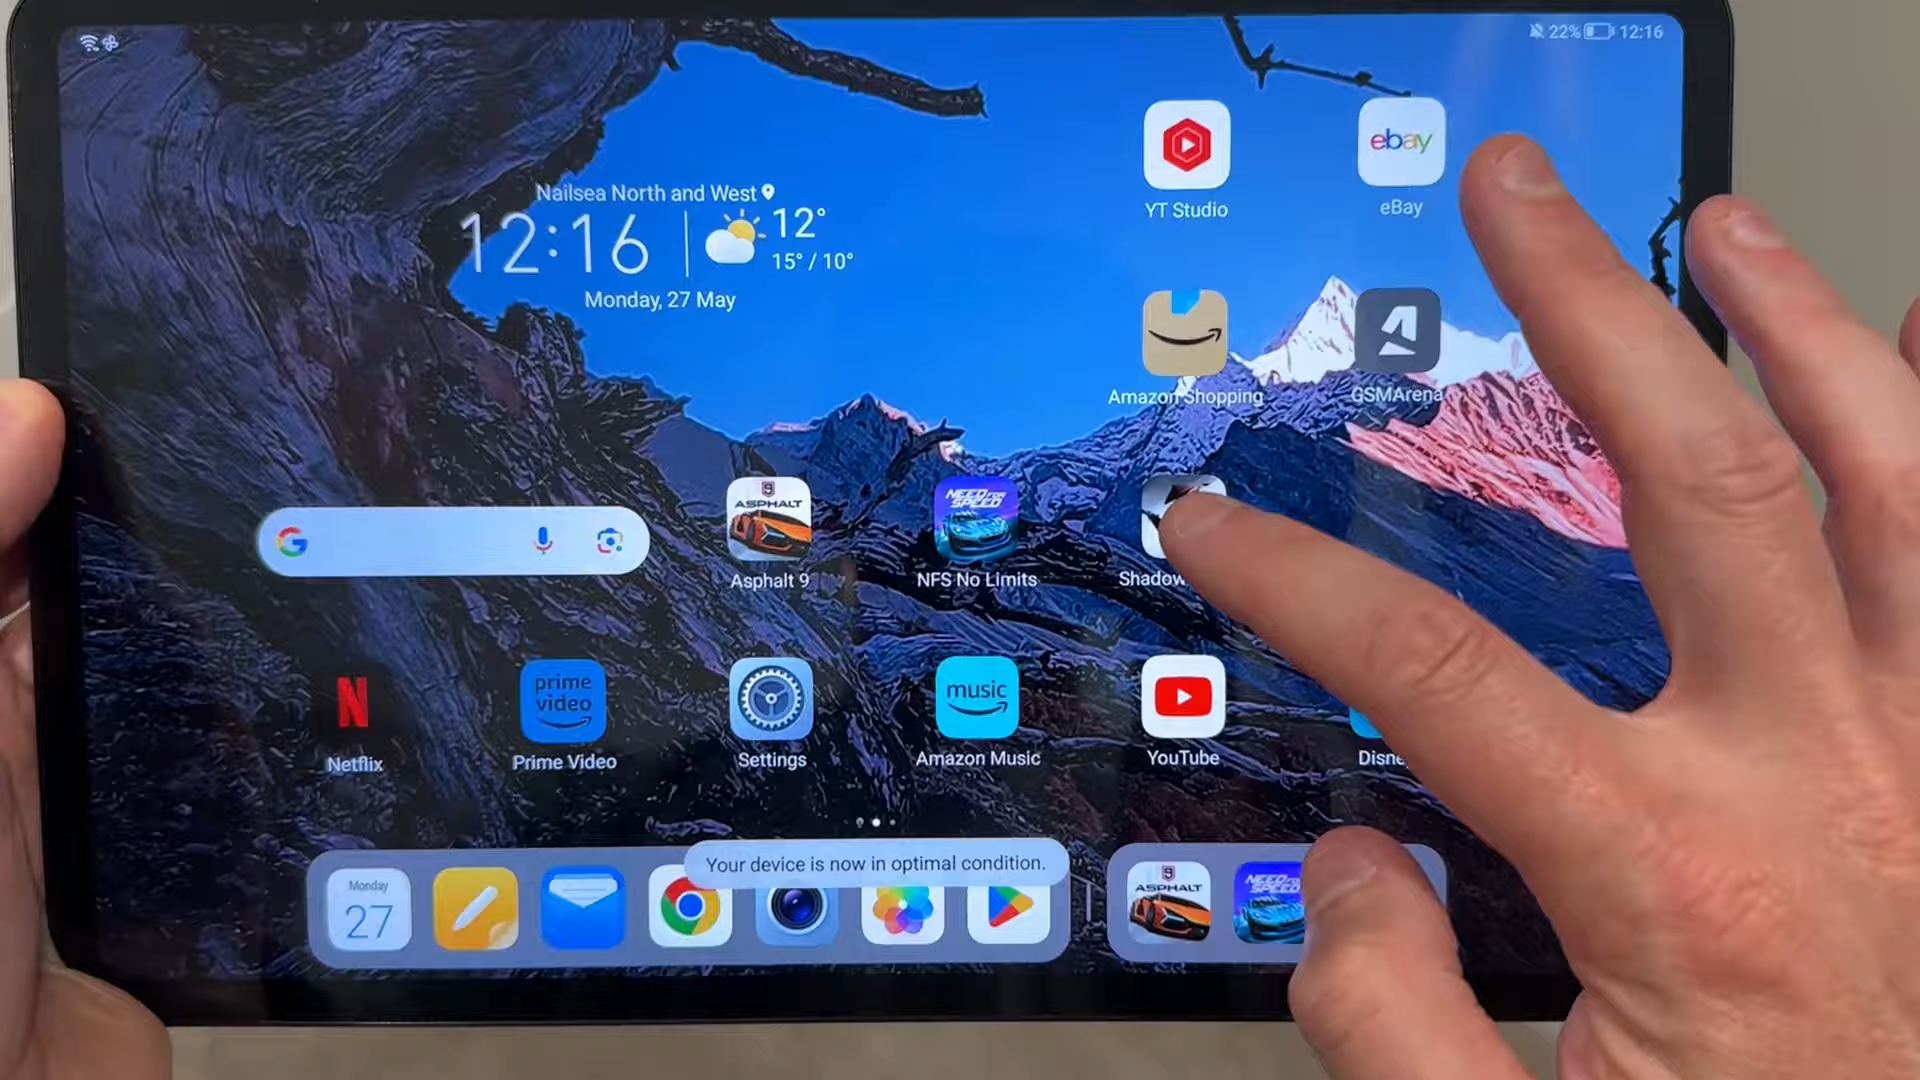 22% 12:16
ebay
YT Studio
eBay
Nailsea North and West
12:16
12°
15° / 10°
Monday, 27 May
Amazon Shopping
GSMArena
9
ASPHALT
NEED FOR
SPEED
Asphalt 9
NFS No Limits
Shadow
N
prime
video
music
Netflix
Prime Video
Settings
Amazon Music
YouTube
Disne
Your device is now in optimal condition.
Monday
27
9
ASPHALT
NEED FOR
SPEED